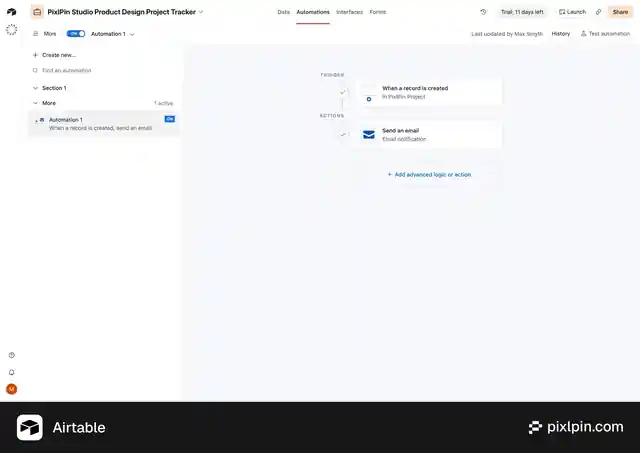 PixlPin Studio Product Design Project Tracker
Data
Automations
Interfaces
Forms
Trial: 11 days left
Launch
Share
More
ON
Automation 1
Last updated by Max Smyth
History
Test automation
Create new...
Find an automation
Section 1
More
1 active
Automation 1
ON
When a record is created, send an email
TRIGGER
When a record is created
In PixlPin Project
ACTIONS
Send an email
Email notification
+ Add advanced logic or action
M
Airtable
pixlpin.com